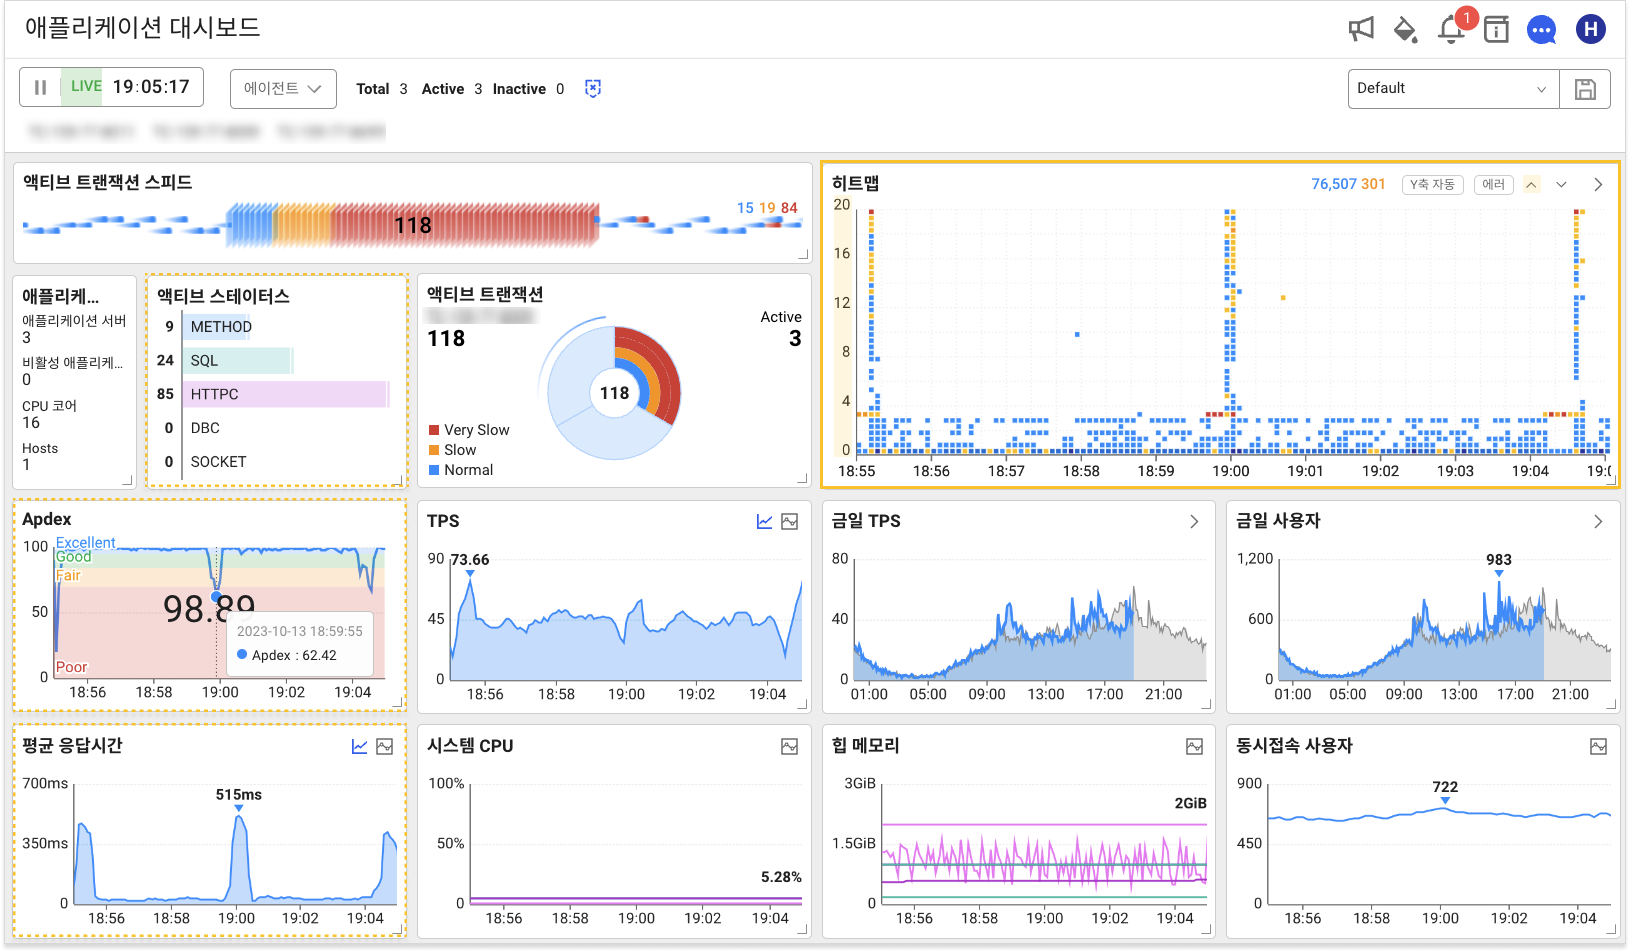 애플리케이션 대시보드
1
H
LIVE 19:05:17
에이전트
Total 3 Active 3 Inactive 0
Default
액티브 트랜잭션 스피드
15 19 84
118
히트맵
76,507 301
Y축 자동
에러
20
16
12
8
4
0
18:55 18:56 18:57 18:58 18:59 19:00 19:01 19:02 19:03 19:04
애플리케...
애플리케이션 서버
3
비활성 애플리케...
0
CPU 코어
16
Hosts
1
액티브 스테이터스
9 METHOD
24 SQL
85 HTTPC
0 DBC
0 SOCKET
액티브 트랜잭션
118
Active
3
118
Very Slow
Slow
Normal
Apdex
100
50
0
Excellent
Good
Fair
Poor
98.89
2023-10-13 18:59:55
Apdex : 62.42
18:56 18:58 19:00 19:02 19:04
TPS
90
45
0
73.66
18:56 18:58 19:00 19:02 19:04
금일 TPS
80
40
0
01:00 05:00 09:00 13:00 17:00 21:00
금일 사용자
1,200
600
0
983
01:00 05:00 09:00 13:00 17:00 21:00
평균 응답시간
700ms
350ms
0
515ms
18:56 18:58 19:00 19:02 19:04
시스템 CPU
100%
50%
0
5.28%
18:56 18:58 19:00 19:02 19:04
힙 메모리
3GiB
1.5GiB
0
2GiB
18:56 18:58 19:00 19:02 19:04
동시접속 사용자
900
450
0
722
18:56 18:58 19:00 19:02 19:04